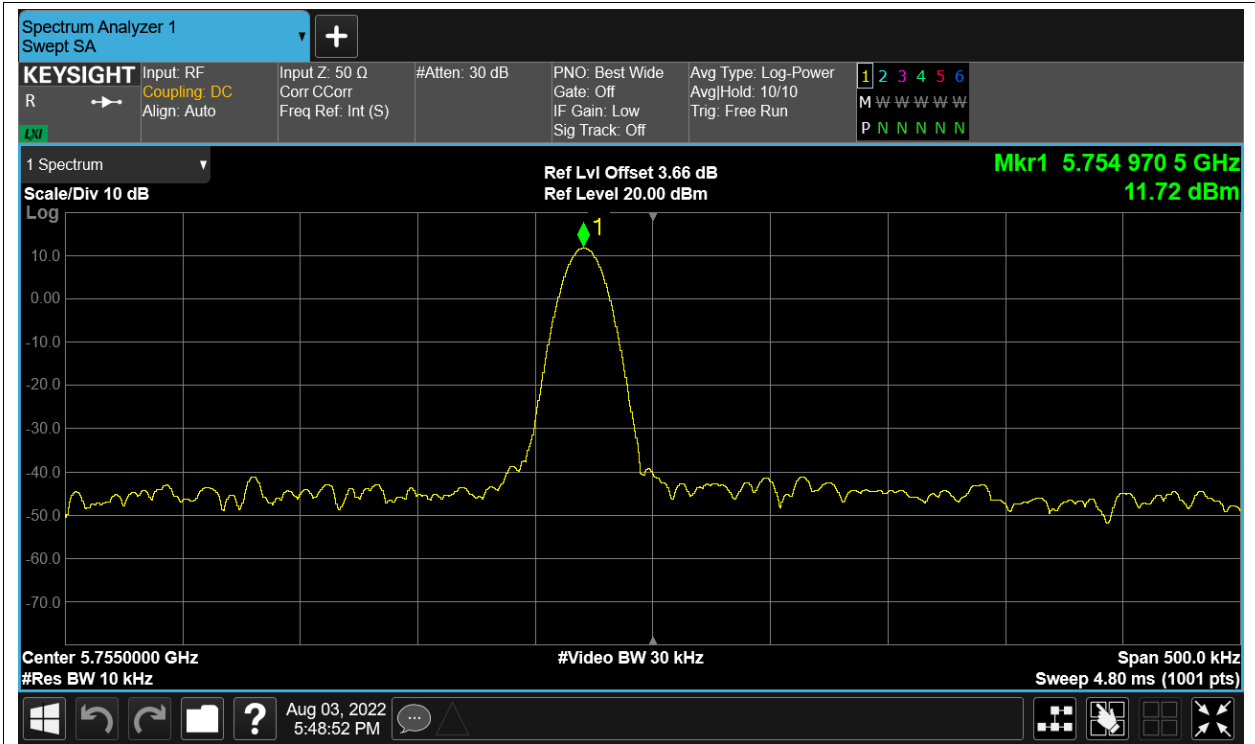 Spectrum Analyzer 1
Swept SA
KEYSIGHT
R
LXI
Input: RF
Coupling: DC
Align: Auto
Input Z: 50 Ω
Corr CCorr
Freq Ref: Int (S)
#Atten: 30 dB
PNO: Best Wide
Gate: Off
IF Gain: Low
Sig Track: Off
Avg Type: Log-Power
Avg|Hold: 10/10
Trig: Free Run
1 2 3 4 5 6
M W W W W W
P N N N N N
1 Spectrum
Scale/Div 10 dB
Log
Ref Lvl Offset 3.66 dB
Ref Level 20.00 dBm
Mkr1 5.754 970 5 GHz
11.72 dBm
1
10.0
0.00
-10.0
-20.0
-30.0
-40.0
-50.0
-60.0
-70.0
Center 5.7550000 GHz
#Res BW 10 kHz
#Video BW 30 kHz
Span 500.0 kHz
Sweep 4.80 ms (1001 pts)
?
Aug 03, 2022
5:48:52 PM